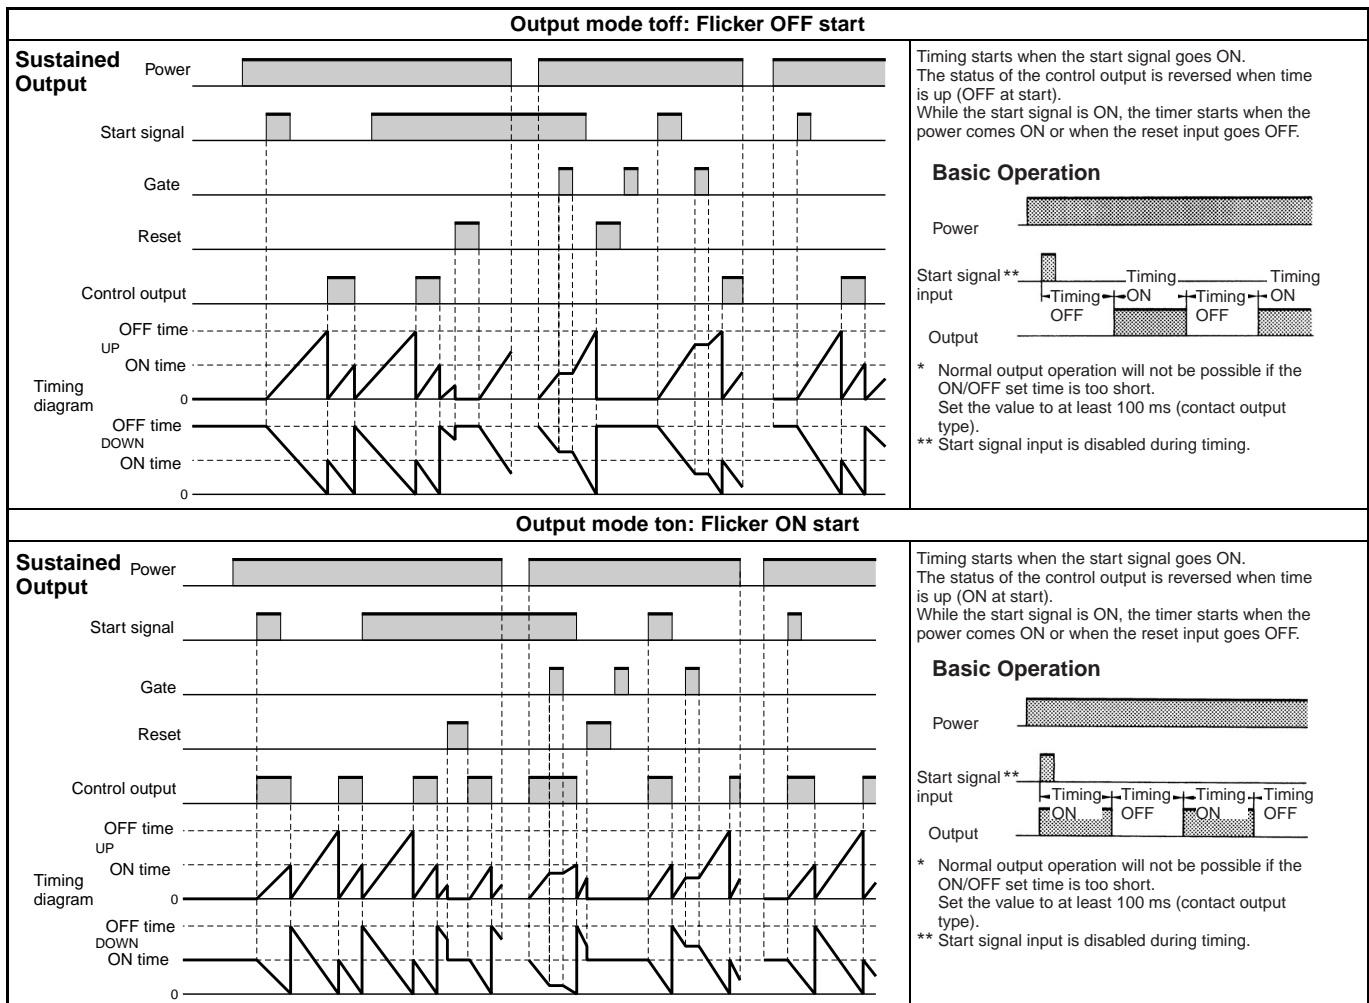 Output mode toff: Flicker OFF start
Sustained
Output
Power
Start signal
Gate
Reset
Control output
OFF time
UP
ON time
Timing
diagram
0
OFF time
DOWN
ON time
0
Timing starts when the start signal goes ON.
The status of the control output is reversed when time
is up (OFF at start).
While the start signal is ON, the timer starts when the
power comes ON or when the reset input goes OFF.
Basic Operation
Power
Start signal **
input
Timing
OFF
Timing
ON
Timing
OFF
Timing
ON
Output
* Normal output operation will not be possible if the
ON/OFF set time is too short.
Set the value to at least 100 ms (contact output
type).
** Start signal input is disabled during timing.
Output mode ton: Flicker ON start
Sustained
Output
Power
Start signal
Gate
Reset
Control output
OFF time
UP
ON time
Timing
diagram
0
OFF time
DOWN
ON time
0
Timing starts when the start signal goes ON.
The status of the control output is reversed when time
is up (ON at start).
While the start signal is ON, the timer starts when the
power comes ON or when the reset input goes OFF.
Basic Operation
Power
Start signal **
input
Timing
ON
Timing
OFF
Timing
ON
Timing
OFF
Output
* Normal output operation will not be possible if the
ON/OFF set time is too short.
Set the value to at least 100 ms (contact output
type).
** Start signal input is disabled during timing.